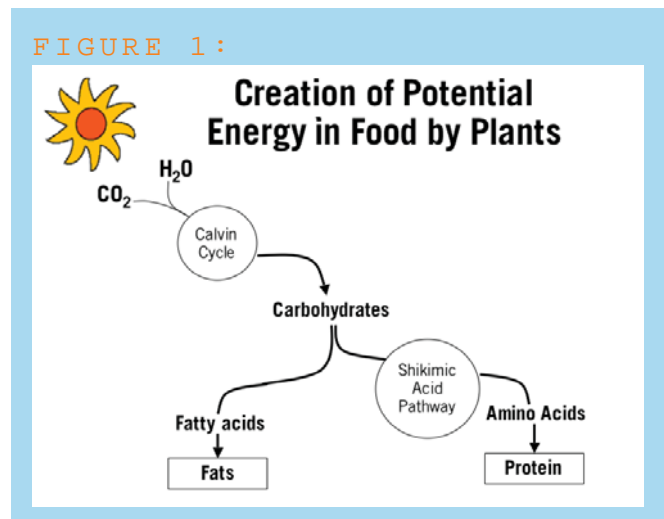 FIGURE 1:
Creation of Potential
Energy in Food by Plants
H₂O
CO₂
Calvin
Cycle
Carbohydrates
Shikimic
Acid
Pathway
Fatty acids
Amino Acids
Fats
Protein